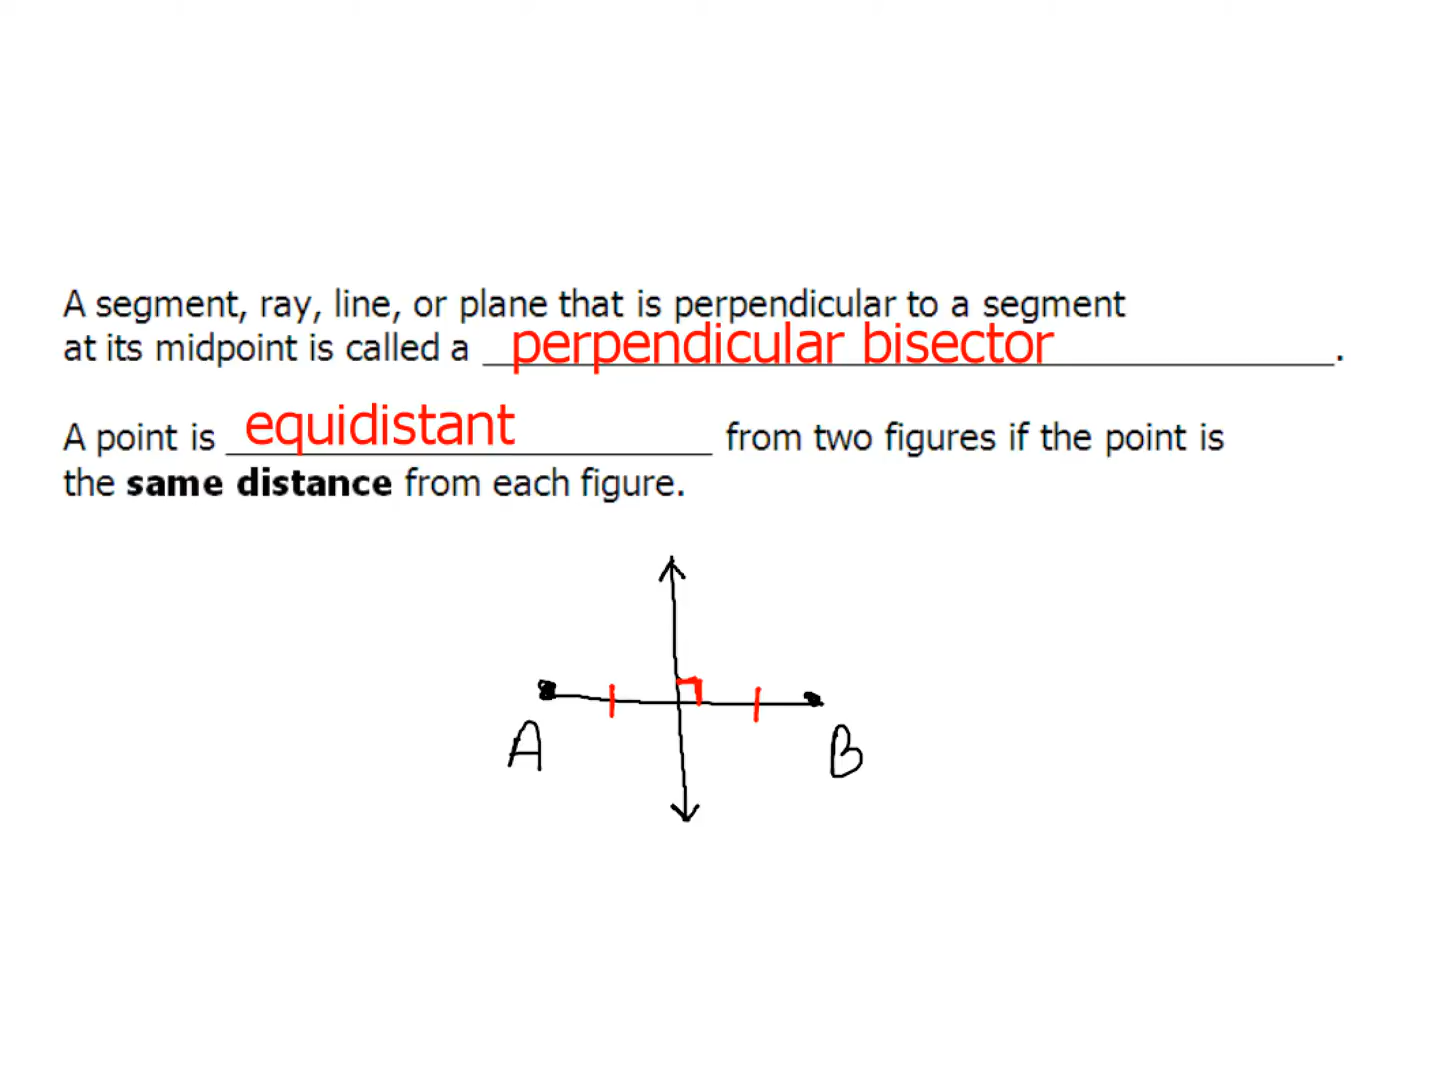 A segment, ray, line, or plane that is perpendicular to a segment
at its midpoint is called a perpendicular bisector.
A point is equidistant from two figures if the point is
the same distance from each figure.
A
B